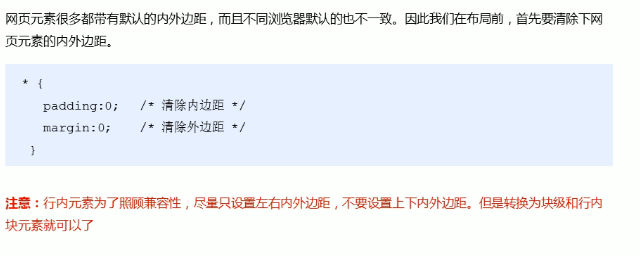 网页元素很多都带有默认的内外边距，而且不同浏览器默认的也不一致。因此我们在布局前，首先要清除下网
页元素的内外边距。
* {
padding:0;   /* 清除内边距 */
margin:0;    /* 清除外边距 */
}
注意：行内元素为了照顾兼容性，尽量只设置左右内外边距，不要设置上下内外边距。但是转换为块级和行内
块元素就可以了